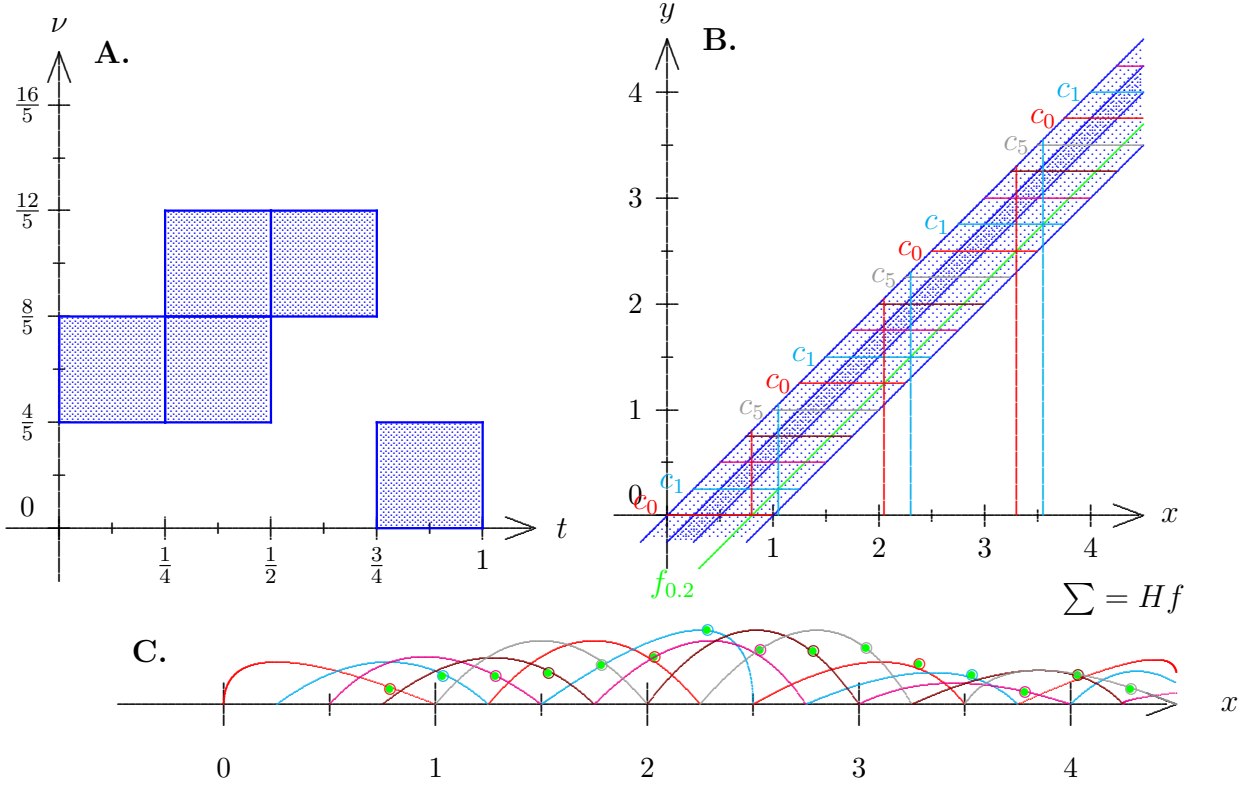 ν
A.
16/5
12/5
8/5
4/5
0
t
1/4
1/2
3/4
1
y
B.
4
c₁
c₀
c₅
3
c₁
c₀
c₅
2
c₁
c₀
c₅
1
0
c₁
c₀
x
1
2
3
4
f₀.₂
∑ = Hf
C.
x
0
1
2
3
4